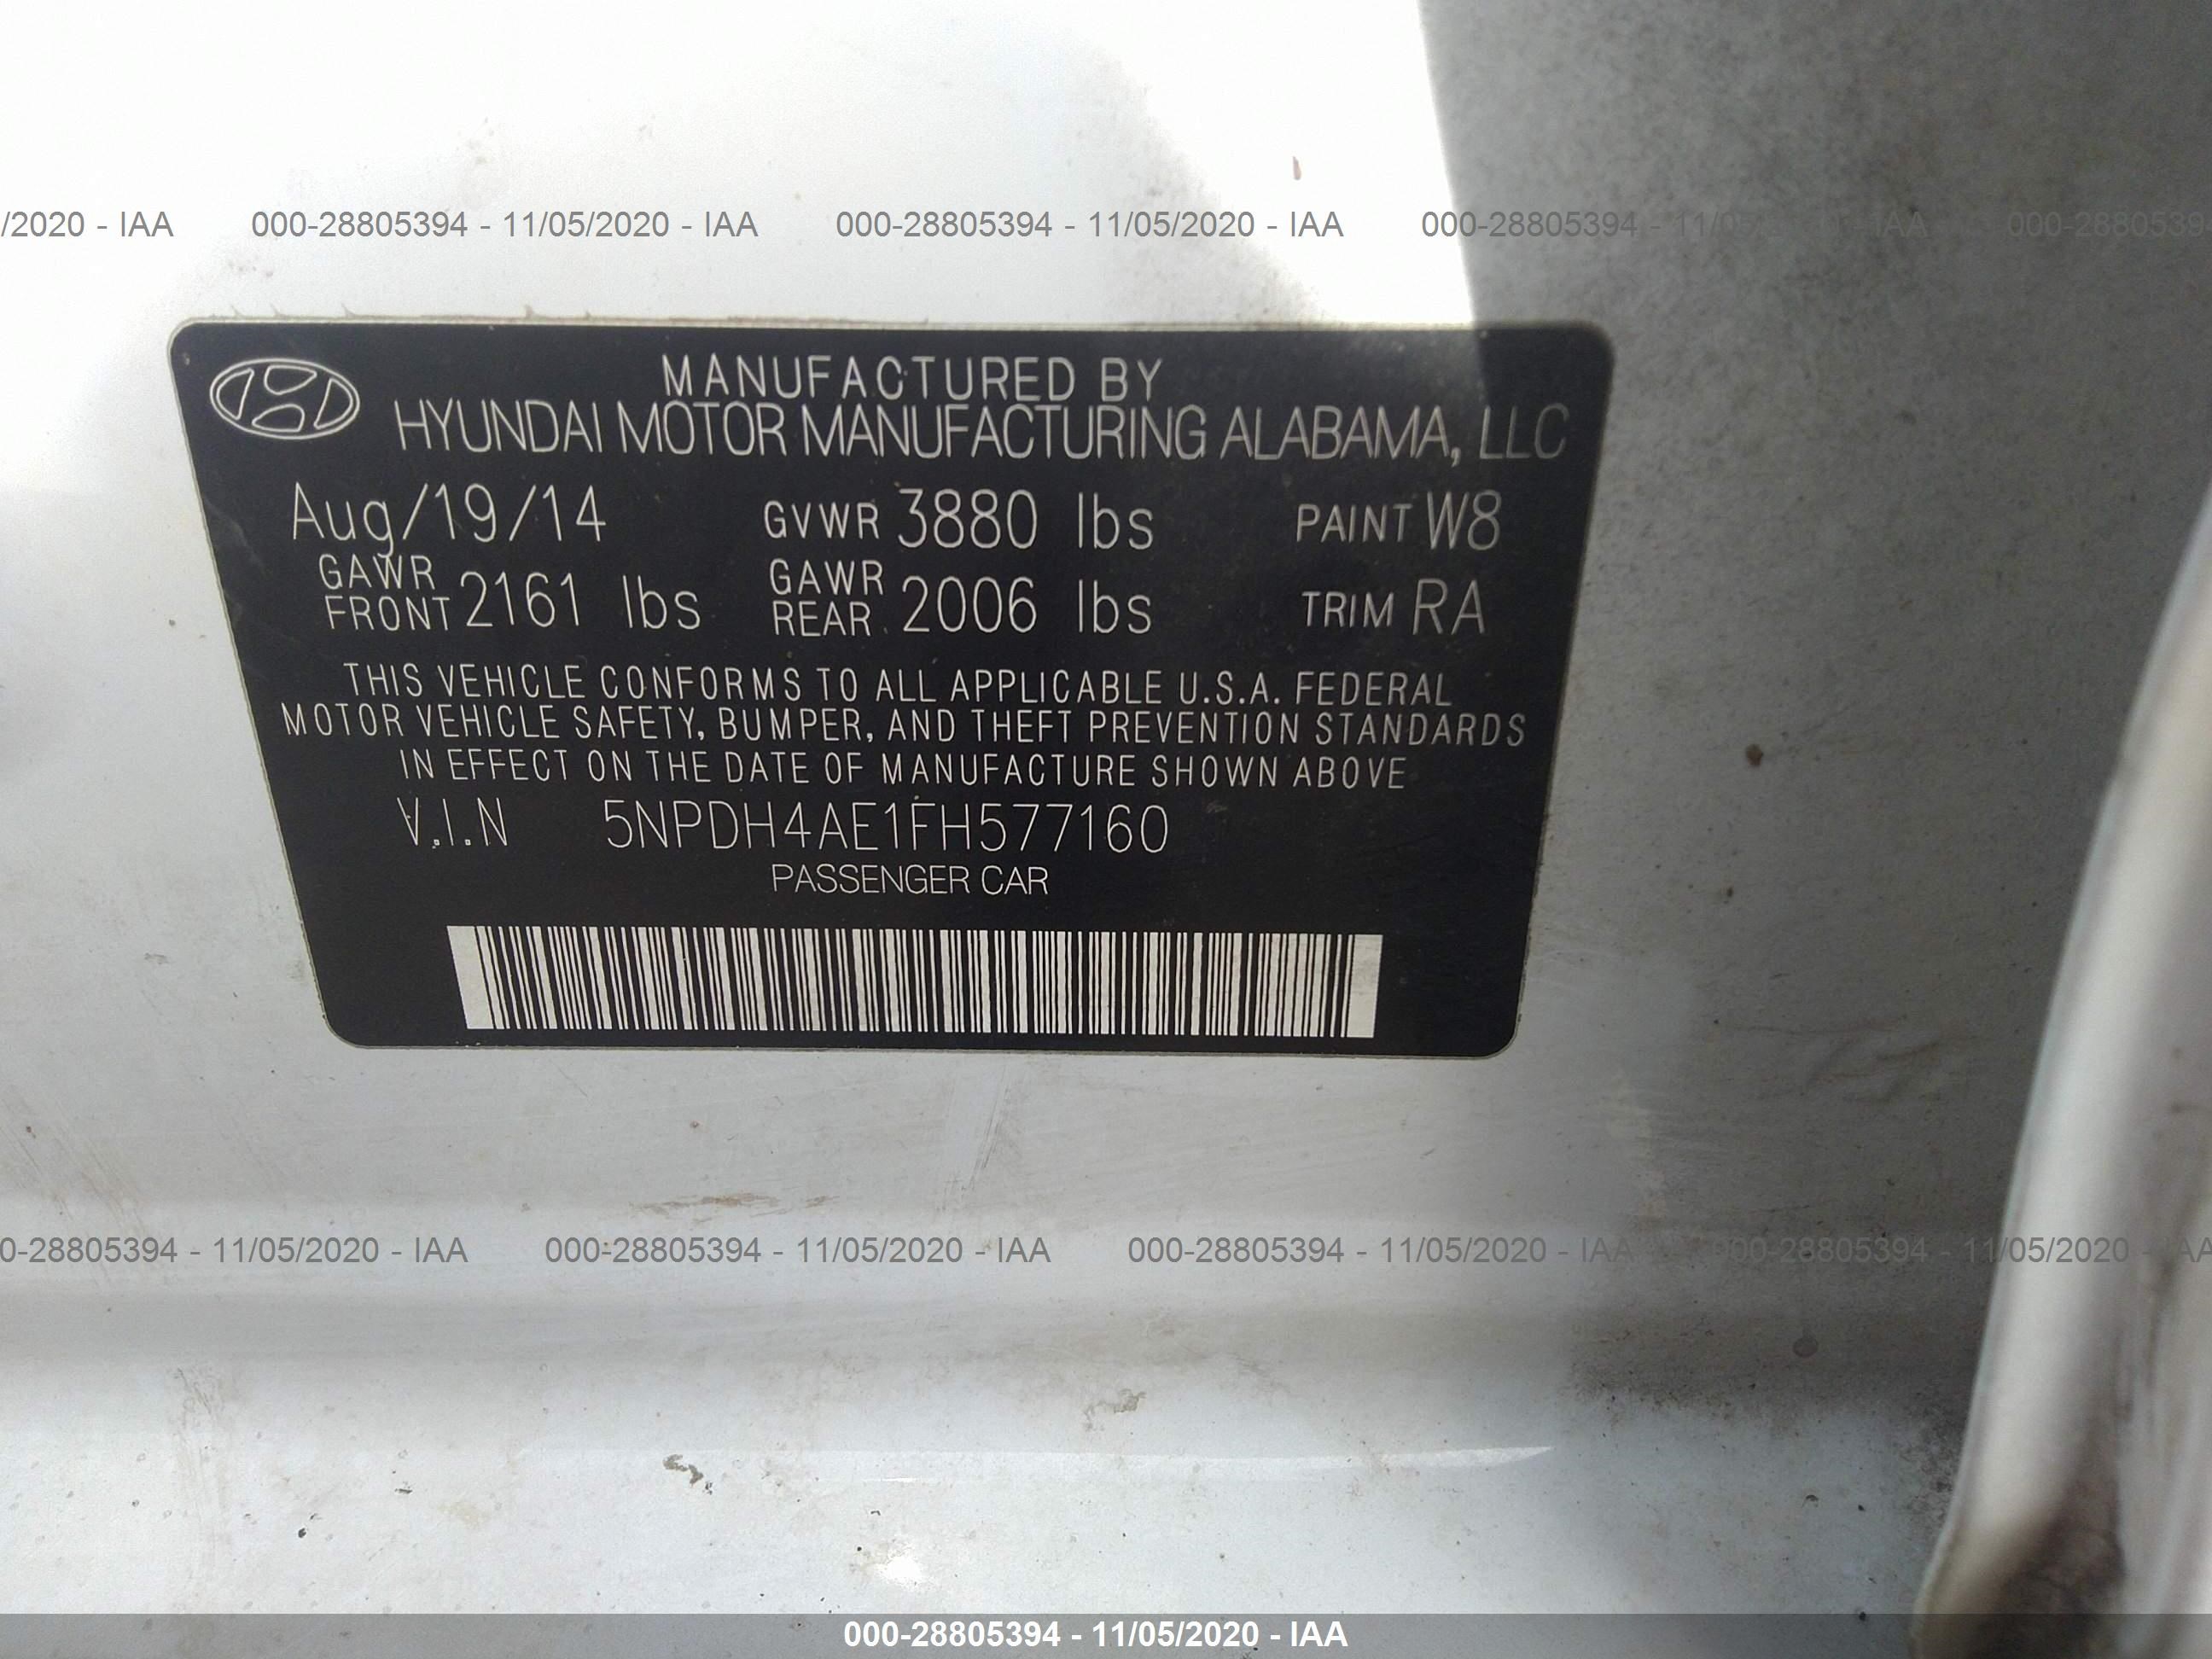 /2020 - IAA 000-28805394 - 11/05/2020 - IAA 000-28805394 - 11/05/2020 - IAA 000-28805394 - 11/05/ - IAA 000-2880539
MANUFACTURED BY
HYUNDAI MOTOR MANUFACTURING ALABAMA, LLC
Aug/19/14 GVWR 3880 lbs PAINT W8
GAWR FRONT 2161 lbs GAWR REAR 2006 lbs TRIM RA
THIS VEHICLE CONFORMS TO ALL APPLICABLE U.S.A. FEDERAL
MOTOR VEHICLE SAFETY, BUMPER, AND THEFT PREVENTION STANDARDS
IN EFFECT ON THE DATE OF MANUFACTURE SHOWN ABOVE
V.I.N 5NPDH4AE1FH577160
PASSENGER CAR
0-28805394 - 11/05/2020 - IAA 000-28805394 - 11/05/2020 - IAA 000-28805394 - 11/05/2020 - IAA 000-28805394 - 11/05/2020 - IAA
000-28805394 - 11/05/2020 - IAA